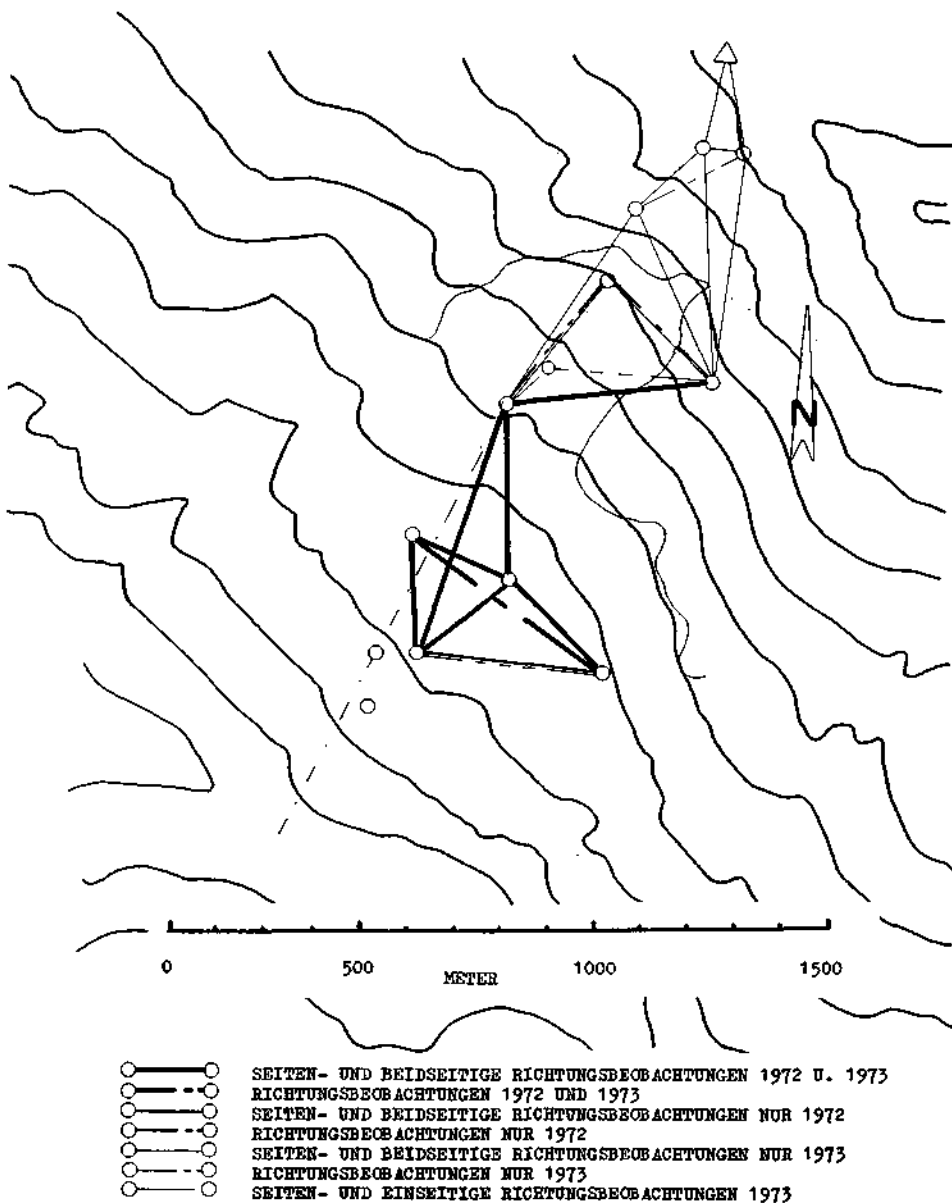 N
0 500 1000 1500
METER
SEITEN- UND BEIDSEITIGE RICHTUNGSBEOBACHTUNGEN 1972 U. 1973
RICHTUNGSBEOBACHTUNGEN 1972 UND 1973
SEITEN- UND BEIDSEITIGE RICHTUNGSBEOBACHTUNGEN NUR 1972
RICHTUNGSBEOBACHTUNGEN NUR 1972
SEITEN- UND BEIDSEITIGE RICHTUNGSBEOBACHTUNGEN NUR 1973
RICHTUNGSBEOBACHTUNGEN NUR 1973
SEITEN- UND EINSEITIGE RICHTUNGSBEOBACHTUNGEN 1973